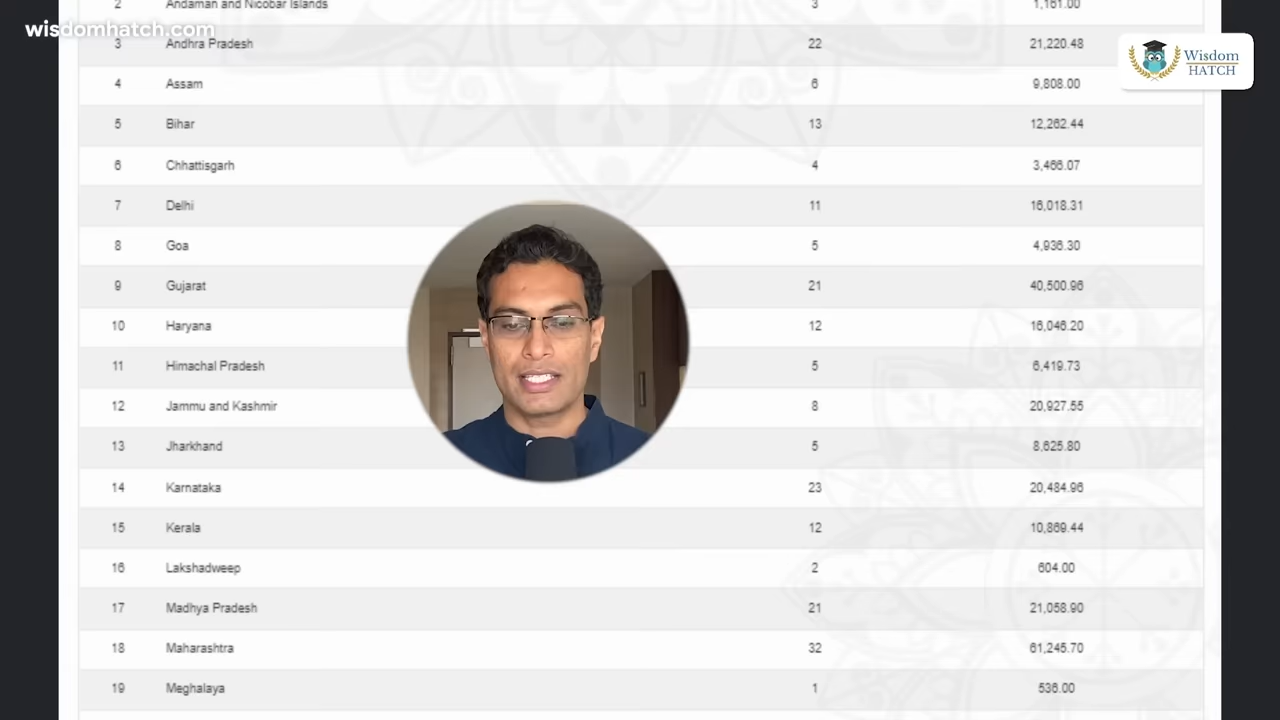 2 Andaman and Nicobar Islands 3 1,161.00
wisdomhatch.com
3 Andhra Pradesh 22 21,220.48
Wisdom
HATCH
4 Assam 6 9,808.00
5 Bihar 13 12,262.44
6 Chhattisgarh 4 3,466.07
7 Delhi 11 16,018.31
8 Goa 5 4,936.30
9 Gujarat 21 40,500.96
10 Haryana 12 16,046.20
11 Himachal Pradesh 5 6,419.73
12 Jammu and Kashmir 8 20,927.55
13 Jharkhand 5 8,625.80
14 Karnataka 23 20,484.96
15 Kerala 12 10,869.44
16 Lakshadweep 2 604.00
17 Madhya Pradesh 21 21,058.90
18 Maharashtra 32 61,245.70
19 Meghalaya 1 536.00